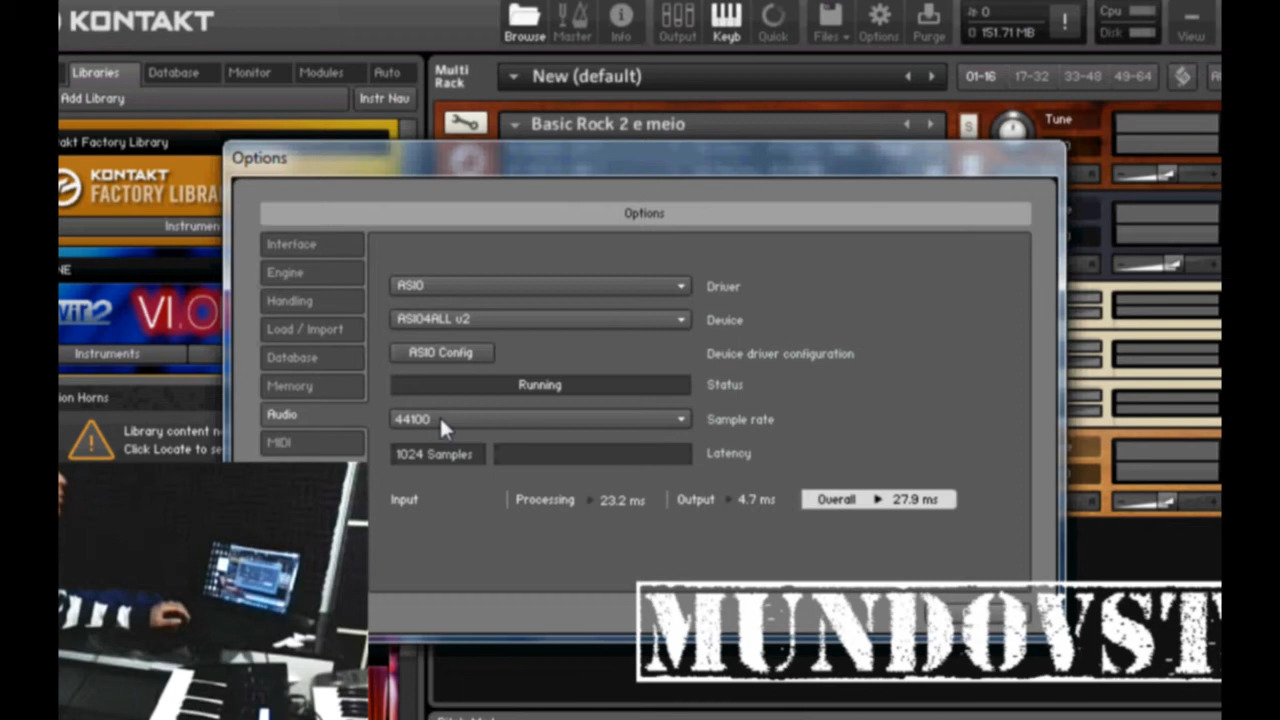 KONTAKT
Browse
Master
Info
Output
Keyb
Quick
Files
Options
Purge
0
0 151.71 MB
!
Cpu
Disk
View
Libraries
Database
Monitor
Modules
Auto
Multi
Rack
New (default)
01-16
17-32
33-48
49-64
Add Library
Instr Nav
Basic Rock 2 e meio
S
Tune
Factory Library
KONTAKT
Options
Options
Interface
Engine
Handling
Load / Import
Database
Memory
Audio
MIDI
ASIO
Driver
ASIO4ALL v2
Device
ASIO Config
Device driver configuration
Running
Status
44100
Sample rate
1024 Samples
Latency
Input
Processing
23.2 ms
Output
4.7 ms
Overall
27.9 ms
FACTORY
VI.O
Instruments
Horns
Library content
Click Locate to
MUNDOVST